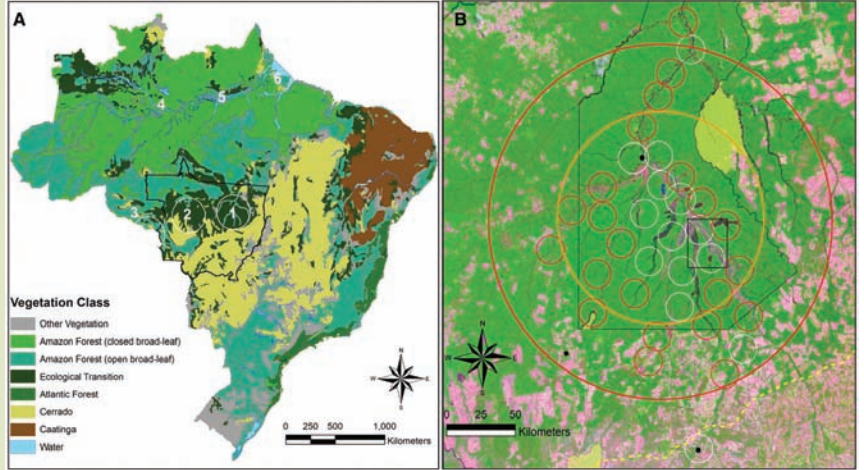 A
6
4
5
3
2
1
Vegetation Class
Other Vegetation
Amazon Forest (closed broad-leaf)
Amazon Forest (open broad-leaf)
Ecological Transition
Atlantic Forest
Cerrado
Caatinga
Water
N
W
E
S
0
250
500
1,000
Kilometers
B
N
W
E
S
0
25
50
Kilometers